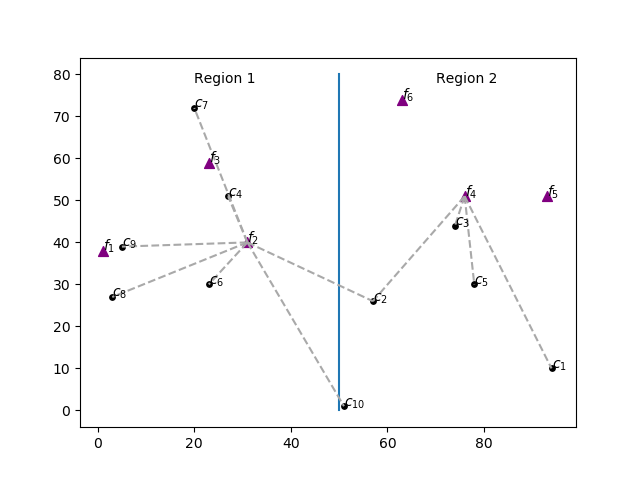 Region 1 Region 2
f₆
c₇
f₃
c₄ f₄ f₅
c₃
f₁ c₉ f₂
c₆ c₅
c₈ c₂
c₁
c₁₀
80
70
60
50
40
30
20
10
0
0 20 40 60 80